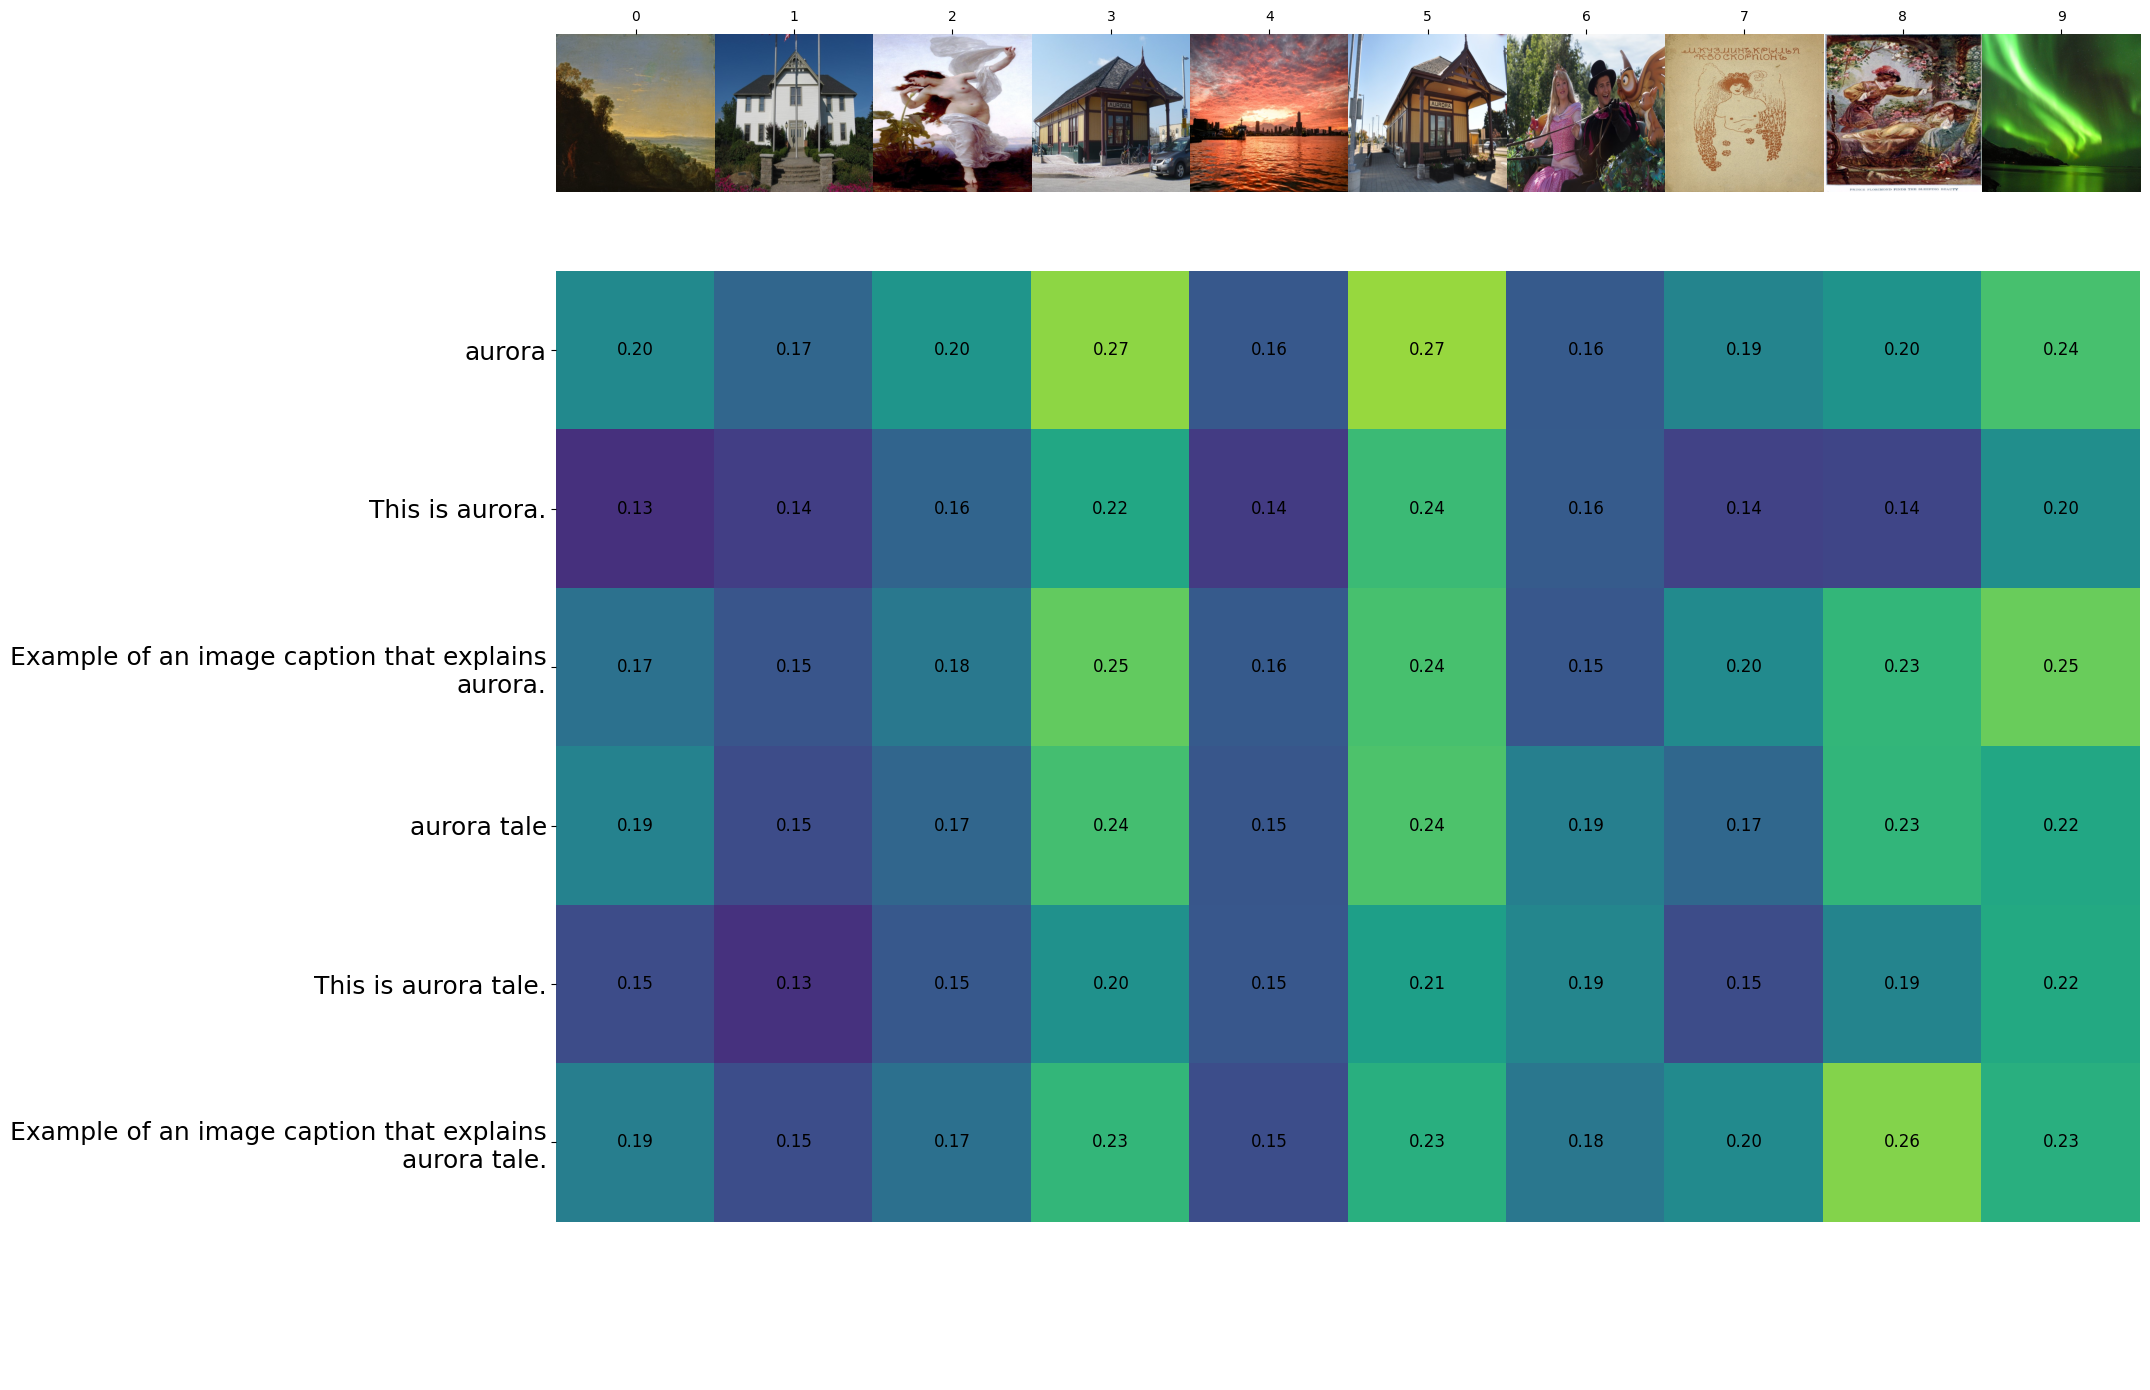 0 1 2 3 4 5 6 7 8 9
AURORA AURORA
aurora 0.20 0.17 0.20 0.27 0.16 0.27 0.16 0.19 0.20 0.24
This is aurora. 0.13 0.14 0.16 0.22 0.14 0.24 0.16 0.14 0.14 0.20
Example of an image caption that explains
aurora. 0.17 0.15 0.18 0.25 0.16 0.24 0.15 0.20 0.23 0.25
aurora tale 0.19 0.15 0.17 0.24 0.15 0.24 0.19 0.17 0.23 0.22
This is aurora tale. 0.15 0.13 0.15 0.20 0.15 0.21 0.19 0.15 0.19 0.22
Example of an image caption that explains
aurora tale. 0.19 0.15 0.17 0.23 0.15 0.23 0.18 0.20 0.26 0.23